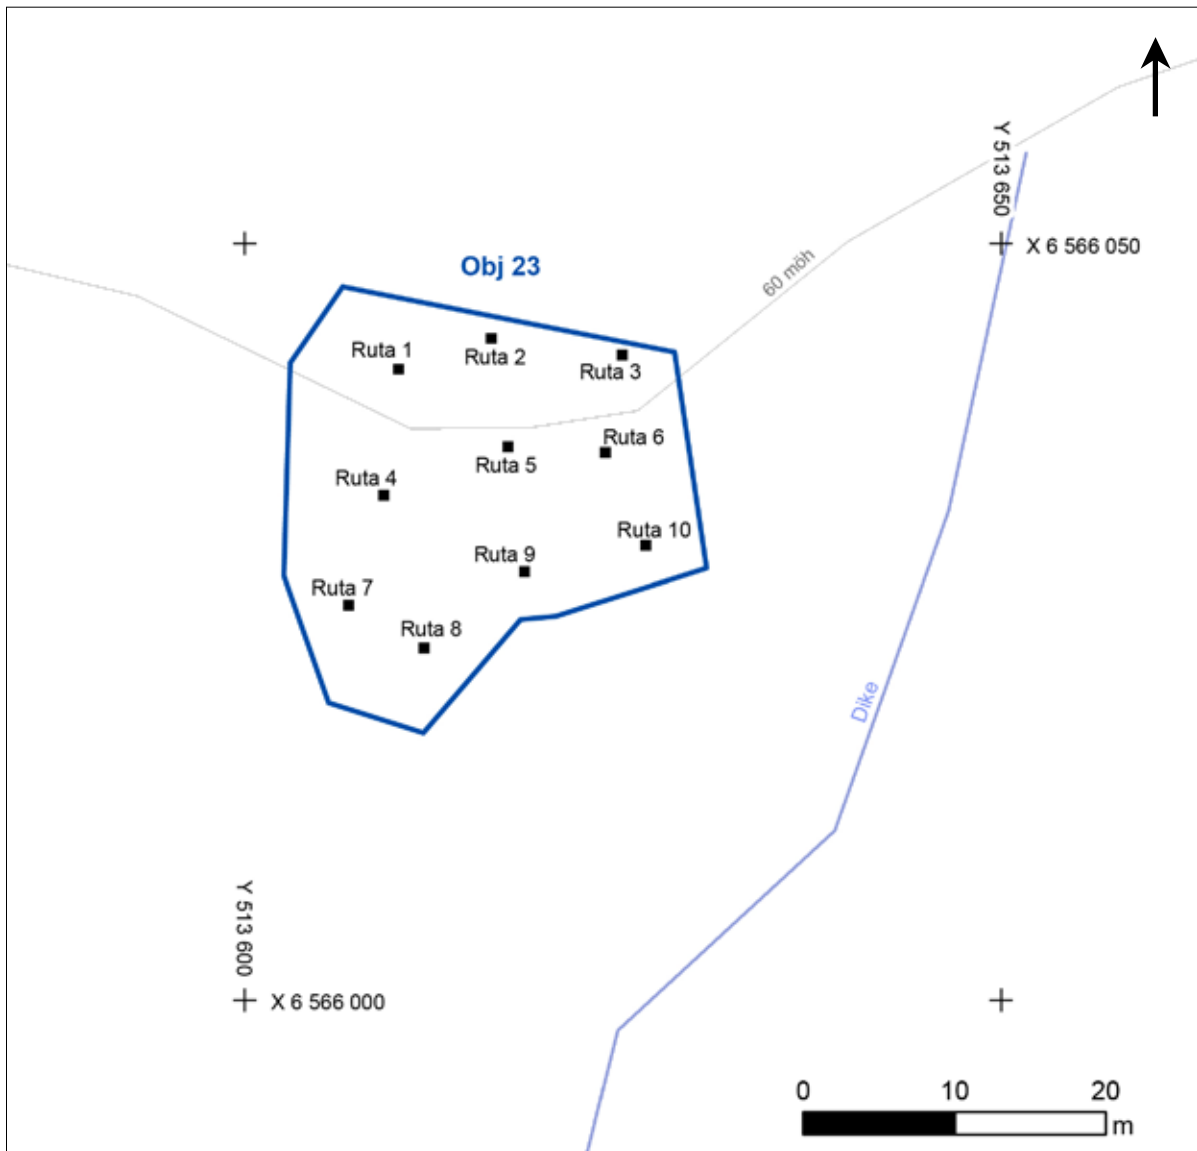 Y 513 650
X 6 566 050
Obj 23
60 möh
Ruta 1
Ruta 2
Ruta 3
Ruta 6
Ruta 5
Ruta 4
Ruta 10
Ruta 9
Ruta 7
Ruta 8
Dike
Y 513 600
X 6 566 000
0 10 20
m